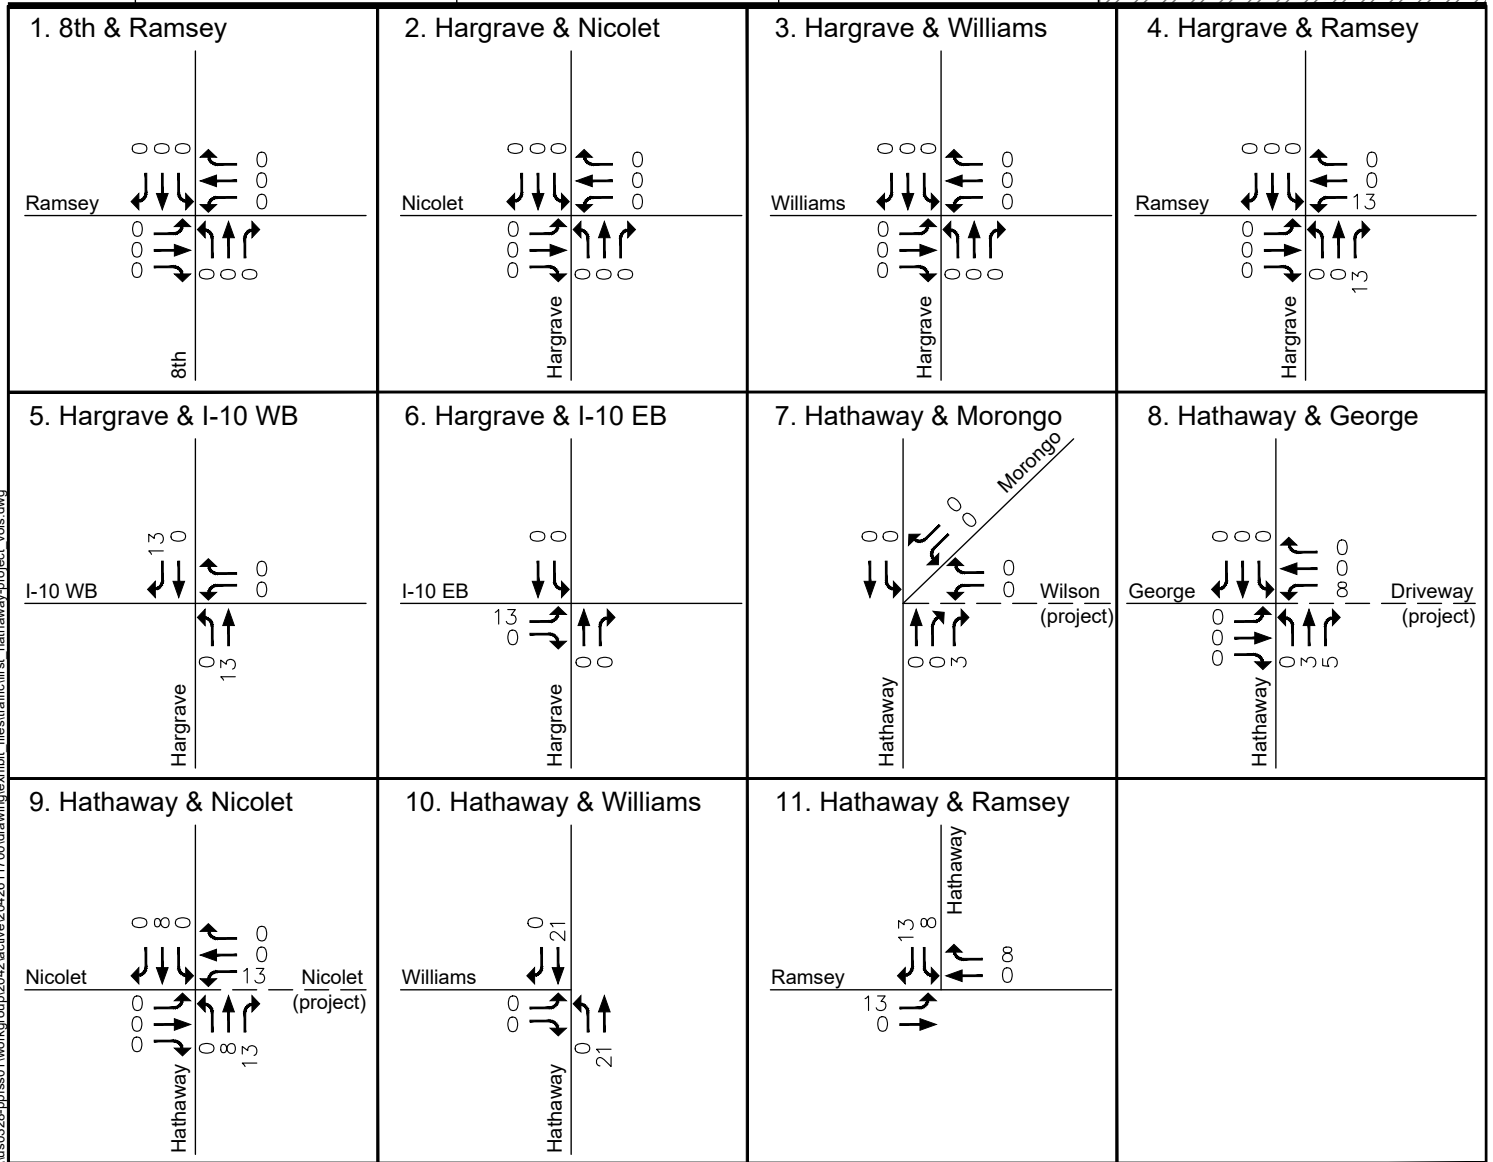 1. 8th & Ramsey
0 0 0
0
0
0
Ramsey
0
0
0
0 0 0
8th
2. Hargrave & Nicolet
0 0 0
0
0
0
Nicolet
0
0
0
0 0 0
Hargrave
3. Hargrave & Williams
0 0 0
0
0
0
Williams
0
0
0
0 0 0
Hargrave
4. Hargrave & Ramsey
0 0 0
0
0
13
Ramsey
0
0
0
0 0 13
Hargrave
5. Hargrave & I-10 WB
13 0
0
0
I-10 WB
0 13
Hargrave
6. Hargrave & I-10 EB
0 0
I-10 EB
13
0
0 0
Hargrave
7. Hathaway & Morongo
Morongo
0
0
0 0
0
0
Wilson
(project)
0 0 3
Hathaway
8. Hathaway & George
0 0 0
0
0
8
George
Driveway
(project)
0
0
0
0 3 5
Hathaway
9. Hathaway & Nicolet
0 8 0
0
0
13
Nicolet
Nicolet
(project)
0
0
0
0 8 13
Hathaway
10. Hathaway & Williams
0 21
Williams
0
0
0 21
Hathaway
11. Hathaway & Ramsey
Hathaway
13 8
8
0
Ramsey
13
0